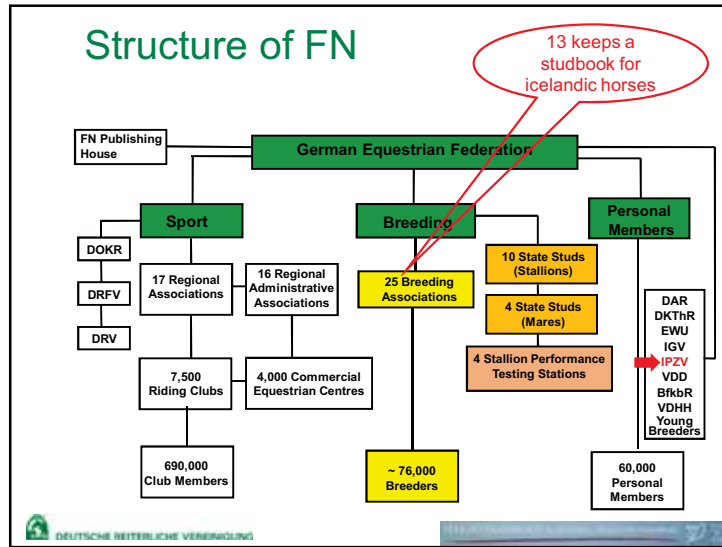 Structure of FN
13 keeps a
studbook for
icelandic horses
FN Publishing
House
German Equestrian Federation
Sport
Breeding
Personal
Members
DOKR
DRFV
DRV
17 Regional
Associations
16 Regional
Administrative
Associations
25 Breeding
Associations
10 State Studs
(Stallions)
4 State Studs
(Mares)
4 Stallion Performance
Testing Stations
DAR
DKThR
EWU
IGV
IPZV
VDD
BfkbR
VDHH
Young
Breeders
7,500
Riding Clubs
4,000 Commercial
Equestrian Centres
690,000
Club Members
~ 76,000
Breeders
60,000
Personal
Members
DEUTSCHE REITERLICHE VEREINIGUNG